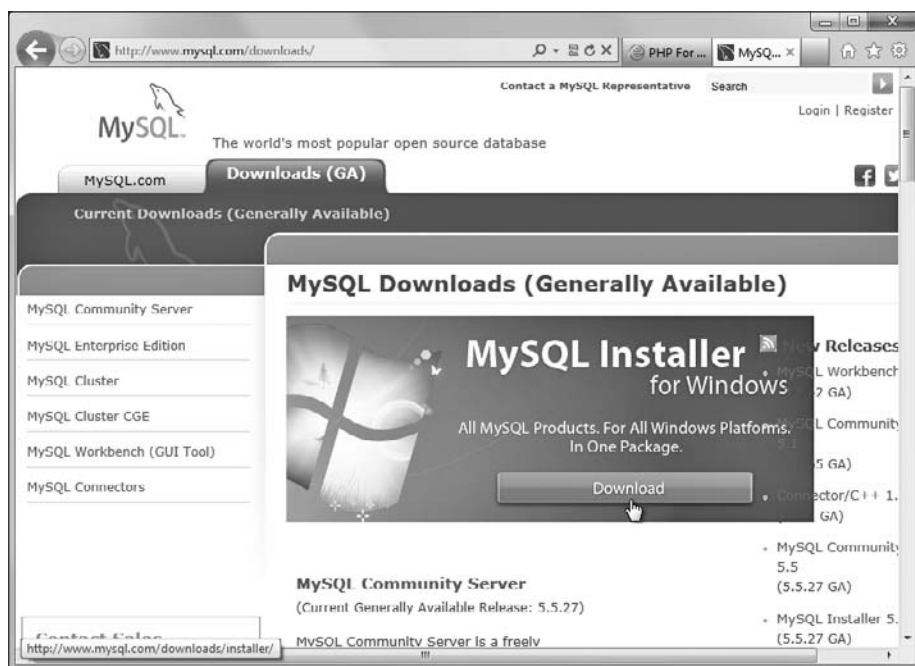 http://www.mysql.com/downloads/
PHP For ...
MySQ... ×
Contact a MySQL Representative
Search
Login | Register
MySQL
The world's most popular open source database
MySQL.com
Downloads (GA)
Current Downloads (Generally Available)
MySQL Community Server
MySQL Enterprise Edition
MySQL Cluster
MySQL Cluster CGE
MySQL Workbench (GUI Tool)
MySQL Connectors
MySQL Downloads (Generally Available)
MySQL Installer
for Windows
All MySQL Products. For All Windows Platforms.
In One Package.
Download
Releases
MySQL Workbench
GA)
MySQL Community
5.1
GA)
1.
GA)
MySQL Community
5.5
(5.5.27 GA)
MySQL Installer 5.
(5.5.27 GA)
MySQL Community Server
(Current Generally Available Release: 5.5.27)
MySQL Community Server is a freely
Contact Sales
http://www.mysql.com/downloads/installer/